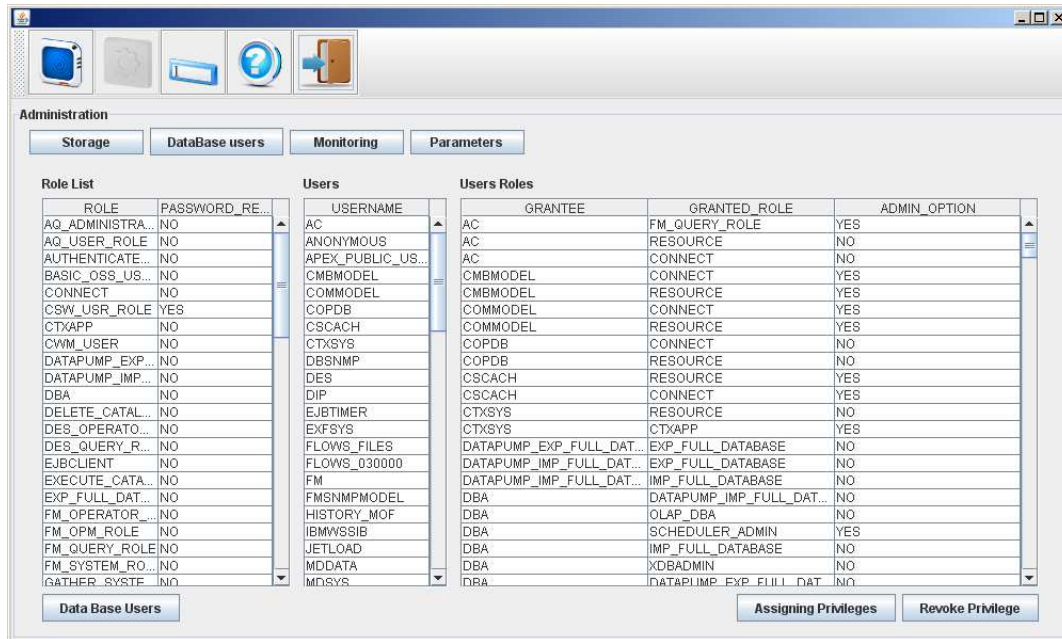 Administration
Storage DataBase users Monitoring Parameters
Role List Users Users Roles
ROLE PASSWORD_RE... USERNAME GRANTEE GRANTED_ROLE ADMIN_OPTION
AQ_ADMINISTRA... NO AC AC FM_QUERY_ROLE YES
AQ_USER_ROLE NO ANONYMOUS AC RESOURCE NO
AUTHENTICATE... NO APEX_PUBLIC_US... AC CONNECT NO
BASIC_OSS_US... NO CMBMODEL CMBMODEL CONNECT YES
CONNECT NO COMMODEL CMBMODEL RESOURCE YES
CSW_USR_ROLE YES COPDB COMMODEL CONNECT YES
CTXAPP NO CSCACH COMMODEL RESOURCE YES
CWM_USER NO CTXSYS COPDB CONNECT NO
DATAPUMP_EXP... NO DBSNMP COPDB RESOURCE NO
DATAPUMP_IMP... NO DES CSCACH RESOURCE YES
DBA NO DIP CSCACH CONNECT YES
DELETE_CATAL... NO EJBTIMER CTXSYS RESOURCE NO
DES_OPERATO... NO EXFSYS CTXSYS CTXAPP YES
DES_QUERY_R... NO FLOWS_FILES DATAPUMP_EXP_FULL_DAT... EXP_FULL_DATABASE NO
EJBCLIENT NO FLOWS_030000 DATAPUMP_IMP_FULL_DAT... EXP_FULL_DATABASE NO
EXECUTE_CATA... NO FM DATAPUMP_IMP_FULL_DAT... IMP_FULL_DATABASE NO
EXP_FULL_DAT... NO FMSNMPMODEL DBA DATAPUMP_IMP_FULL_DAT... NO
FM_OPERATOR_... NO HISTORY_MOF DBA OLAP_DBA NO
FM_OPM_ROLE NO IBMWSSIB DBA SCHEDULER_ADMIN YES
FM_QUERY_ROLE NO JETLOAD DBA IMP_FULL_DATABASE NO
FM_SYSTEM_RO... NO MDDATA DBA XDBADMIN NO
GATHER_SYSTE... NO MDSYS DBA DATAPUMP_EXP_FULL_DAT... NO
Data Base Users Assigning Privileges Revoke Privilege